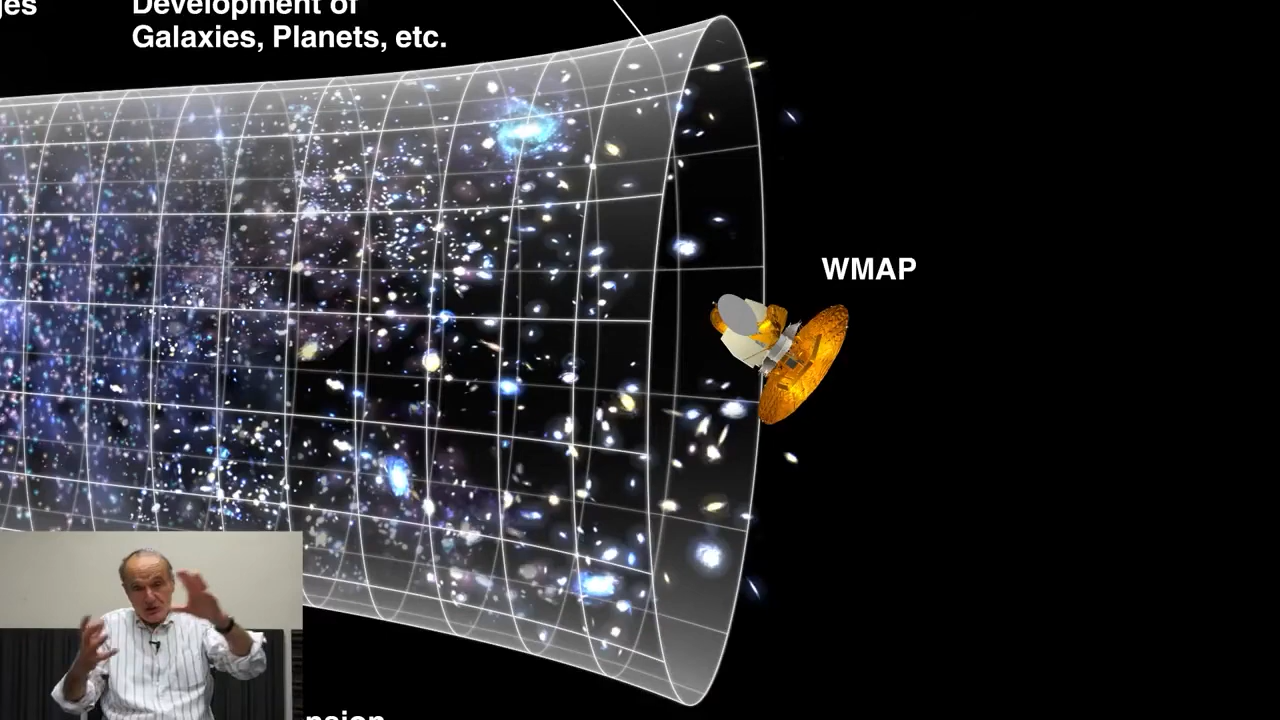 Development of
Galaxies, Planets, etc.
WMAP